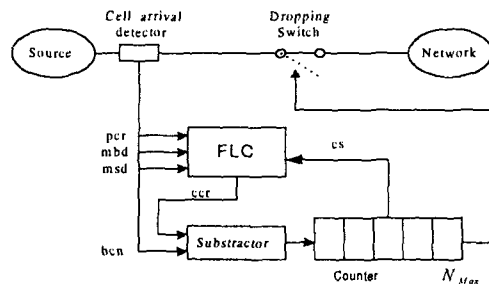 Cell arrival
detector
Dropping
Switch
Source
Network
pcr
mbd
msd
FLC
cs
ccr
bcn
Substractor
Counter
N Max